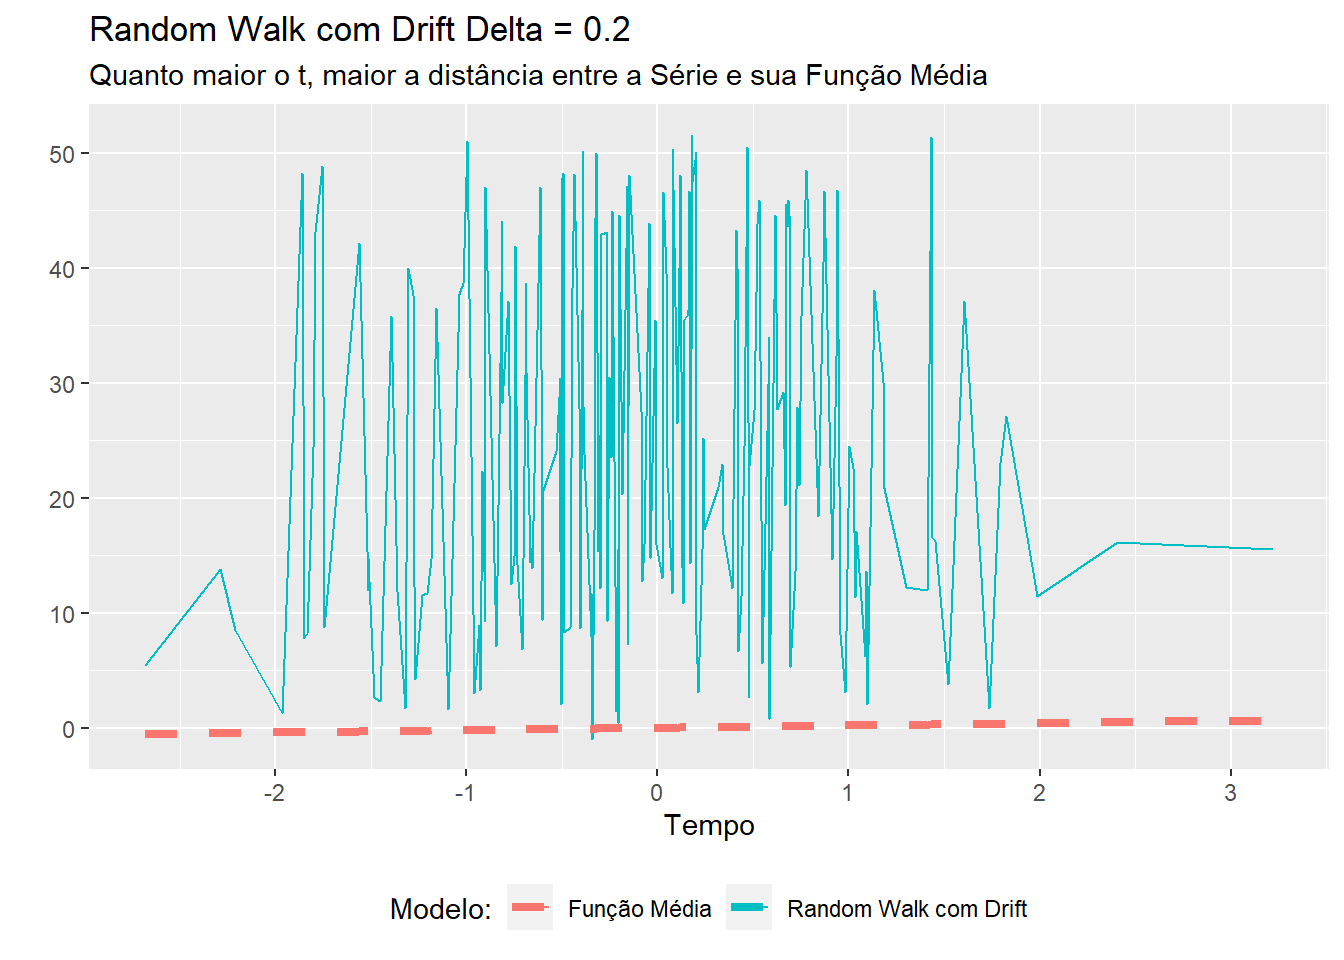 Random Walk com Drift Delta = 0.2
Quanto maior o t, maior a distância entre a Série e sua Função Média
50
40
30
20
10
0
-2 -1 0 1 2 3
Tempo
Modelo: Função Média Random Walk com Drift